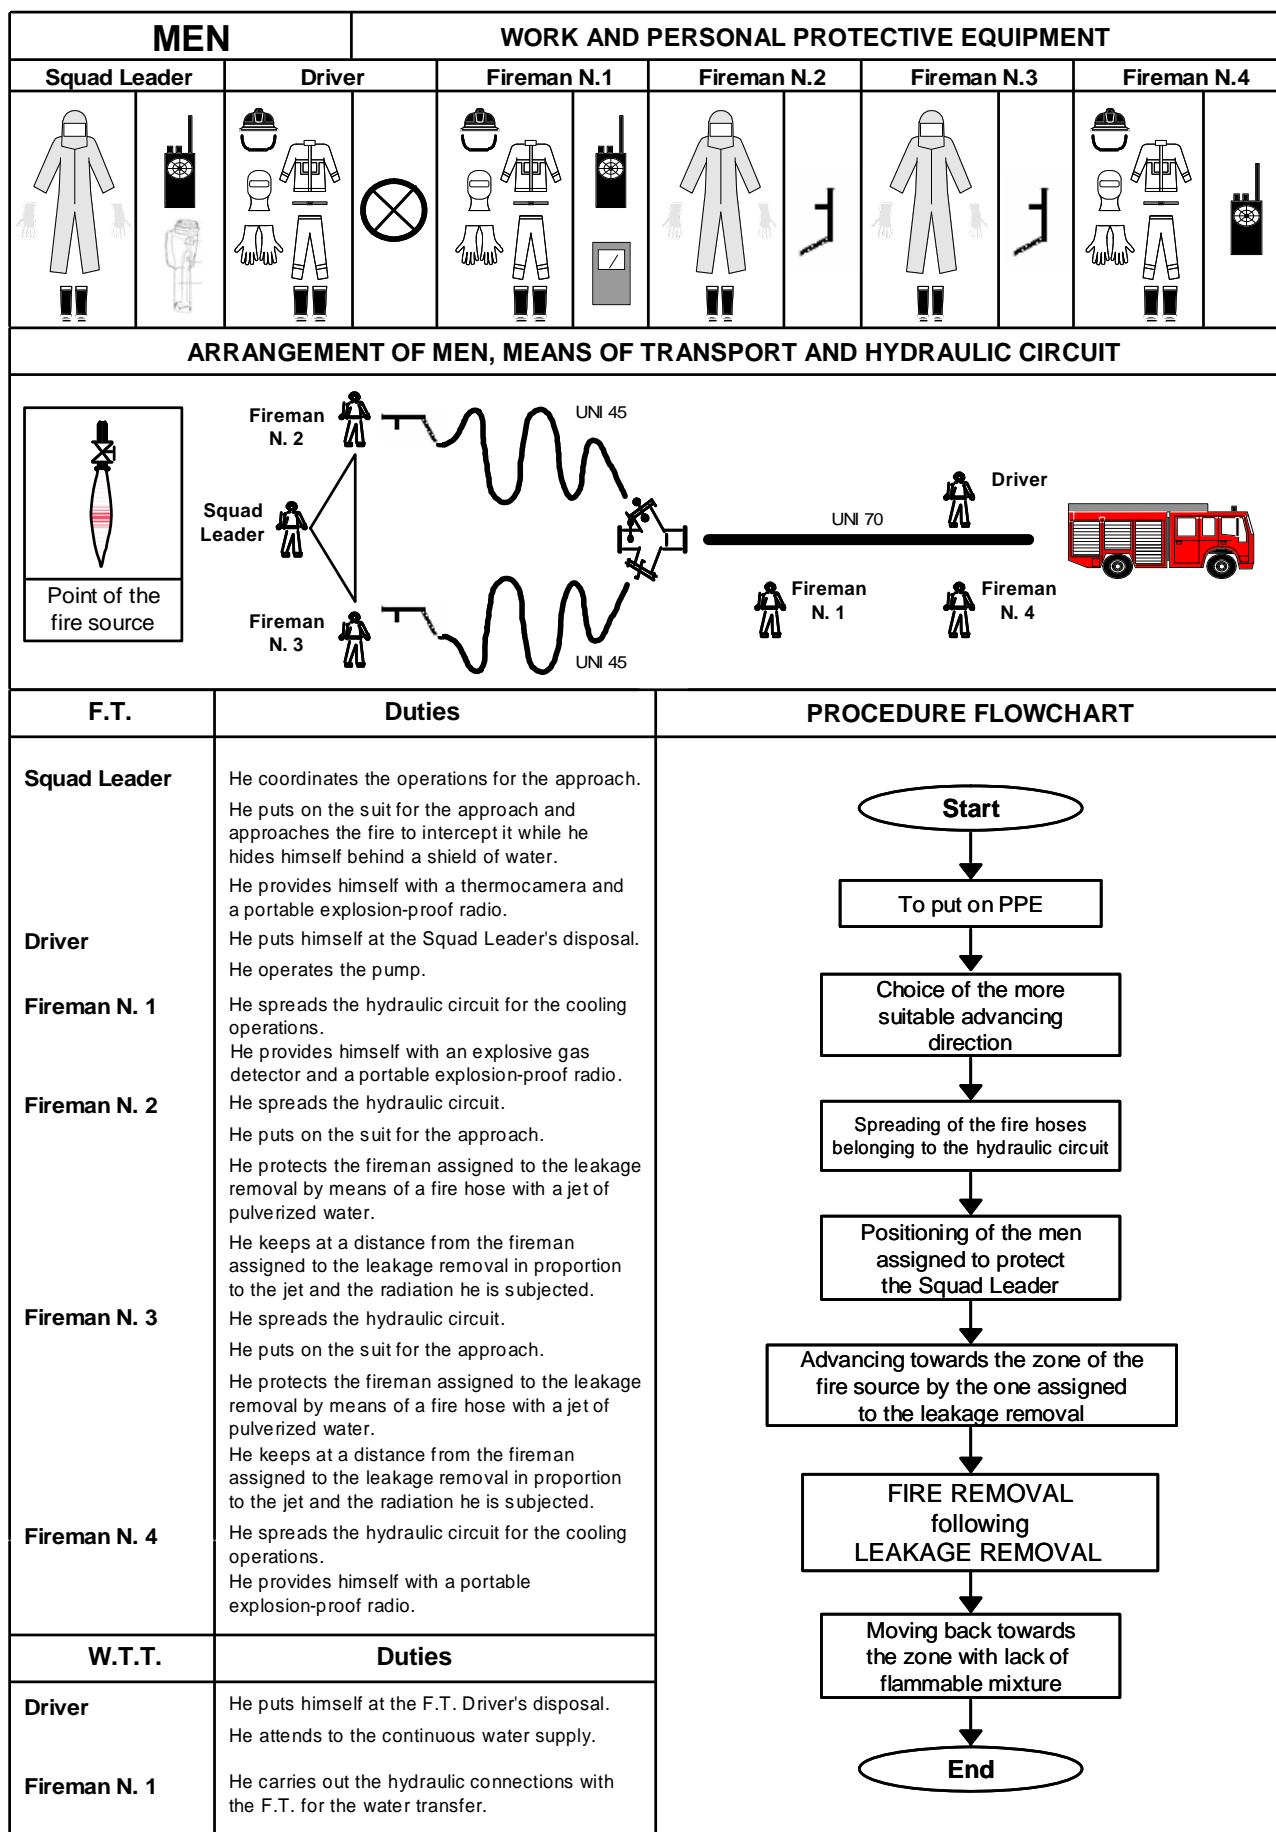 MEN
WORK AND PERSONAL PROTECTIVE EQUIPMENT
Squad Leader
Driver
Fireman N.1
Fireman N.2
Fireman N.3
Fireman N.4
ARRANGEMENT OF MEN, MEANS OF TRANSPORT AND HYDRAULIC CIRCUIT
Point of the
fire source
Fireman
N. 2
Squad
Leader
Fireman
N. 3
UNI 45
UNI 45
UNI 70
Driver
Fireman
N. 1
Fireman
N. 4
F.T.
Duties
Squad Leader
He coordinates the operations for the approach.
He puts on the suit for the approach and
approaches the fire to intercept it while he
hides himself behind a shield of water.
He provides himself with a thermocamera and
a portable explosion-proof radio.
Driver
He puts himself at the Squad Leader's disposal.
He operates the pump.
Fireman N. 1
He spreads the hydraulic circuit for the cooling
operations.
He provides himself with an explosive gas
detector and a portable explosion-proof radio.
Fireman N. 2
He spreads the hydraulic circuit.
He puts on the suit for the approach.
He protects the fireman assigned to the leakage
removal by means of a fire hose with a jet of
pulverized water.
He keeps at a distance from the fireman
assigned to the leakage removal in proportion
to the jet and the radiation he is subjected.
Fireman N. 3
He spreads the hydraulic circuit.
He puts on the suit for the approach.
He protects the fireman assigned to the leakage
removal by means of a fire hose with a jet of
pulverized water.
He keeps at a distance from the fireman
assigned to the leakage removal in proportion
to the jet and the radiation he is subjected.
Fireman N. 4
He spreads the hydraulic circuit for the cooling
operations.
He provides himself with a portable
explosion-proof radio.
W.T.T.
Duties
Driver
He puts himself at the F.T. Driver's disposal.
He attends to the continuous water supply.
Fireman N. 1
He carries out the hydraulic connections with
the F.T. for the water transfer.
PROCEDURE FLOWCHART
Start
To put on PPE
Choice of the more
suitable advancing
direction
Spreading of the fire hoses
belonging to the hydraulic circuit
Positioning of the men
assigned to protect
the Squad Leader
Advancing towards the zone of the
fire source by the one assigned
to the leakage removal
FIRE REMOVAL
following
LEAKAGE REMOVAL
Moving back towards
the zone with lack of
flammable mixture
End